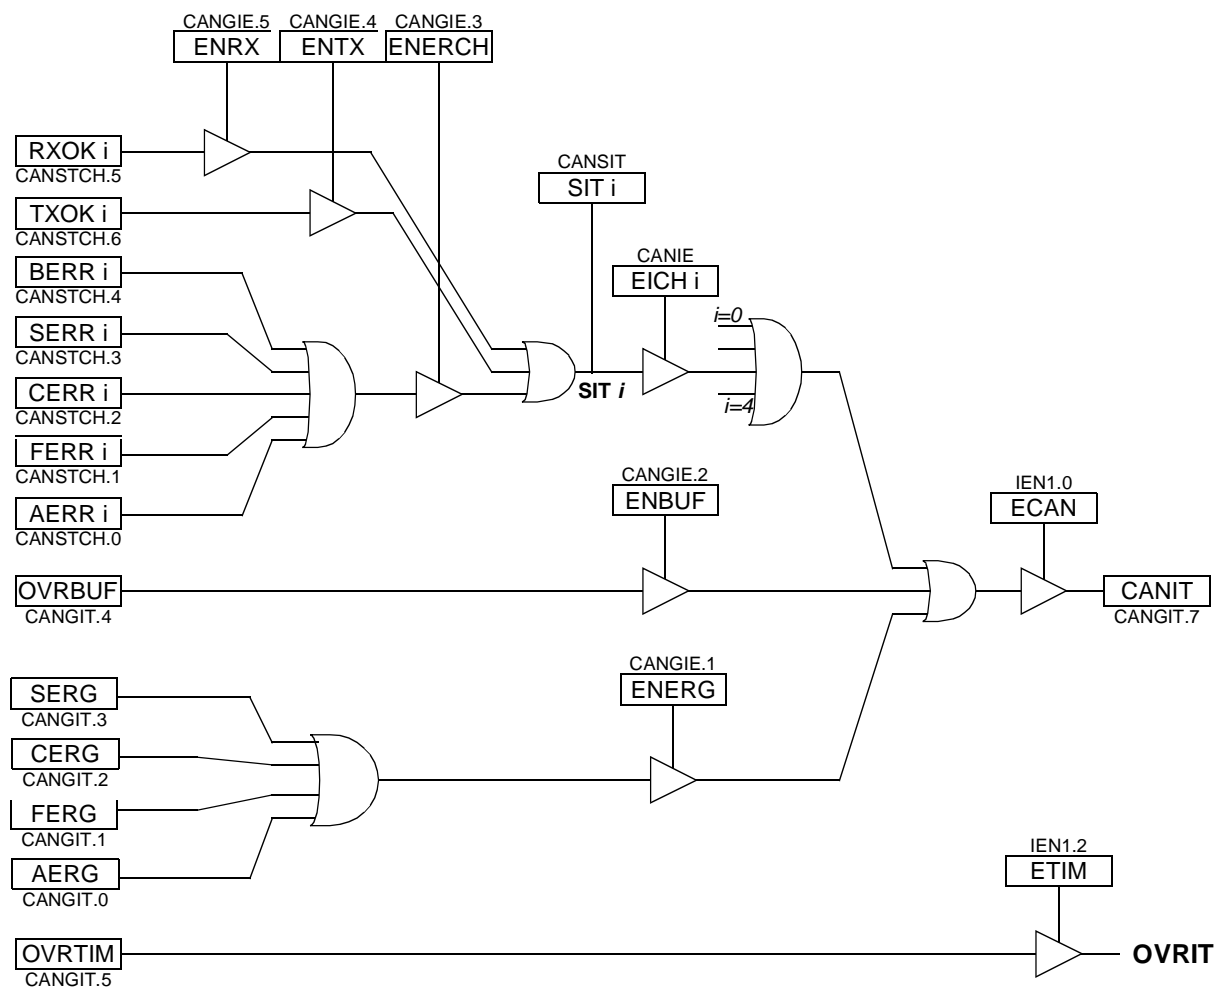 CANGIE.5
ENRX
CANGIE.4
ENTX
CANGIE.3
ENERCH
RXOK i
CANSTCH.5
TXOK i
CANSTCH.6
BERR i
CANSTCH.4
SERR i
CANSTCH.3
CERR i
CANSTCH.2
FERR i
CANSTCH.1
AERR i
CANSTCH.0
CANSIT
SIT i
SIT i
CANIE
EICH i
i=0
i=4
OVRBUF
CANGIT.4
CANGIE.2
ENBUF
IEN1.0
ECAN
CANIT
CANGIT.7
SERG
CANGIT.3
CERG
CANGIT.2
FERG
CANGIT.1
AERG
CANGIT.0
CANGIE.1
ENERG
IEN1.2
ETIM
OVRTIM
CANGIT.5
OVRIT